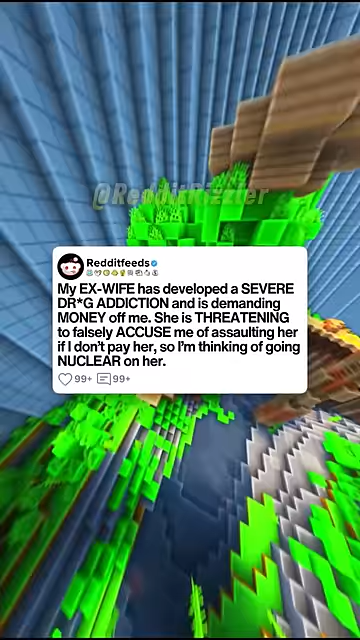 @RedditRizzler
Redditfeeds
My EX-WIFE has developed a SEVERE
DR*G ADDICTION and is demanding
MONEY off me. She is THREATENING
to falsely ACCUSE me of assaulting her
if I don't pay her, so I'm thinking of going
NUCLEAR on her.
99+ 99+